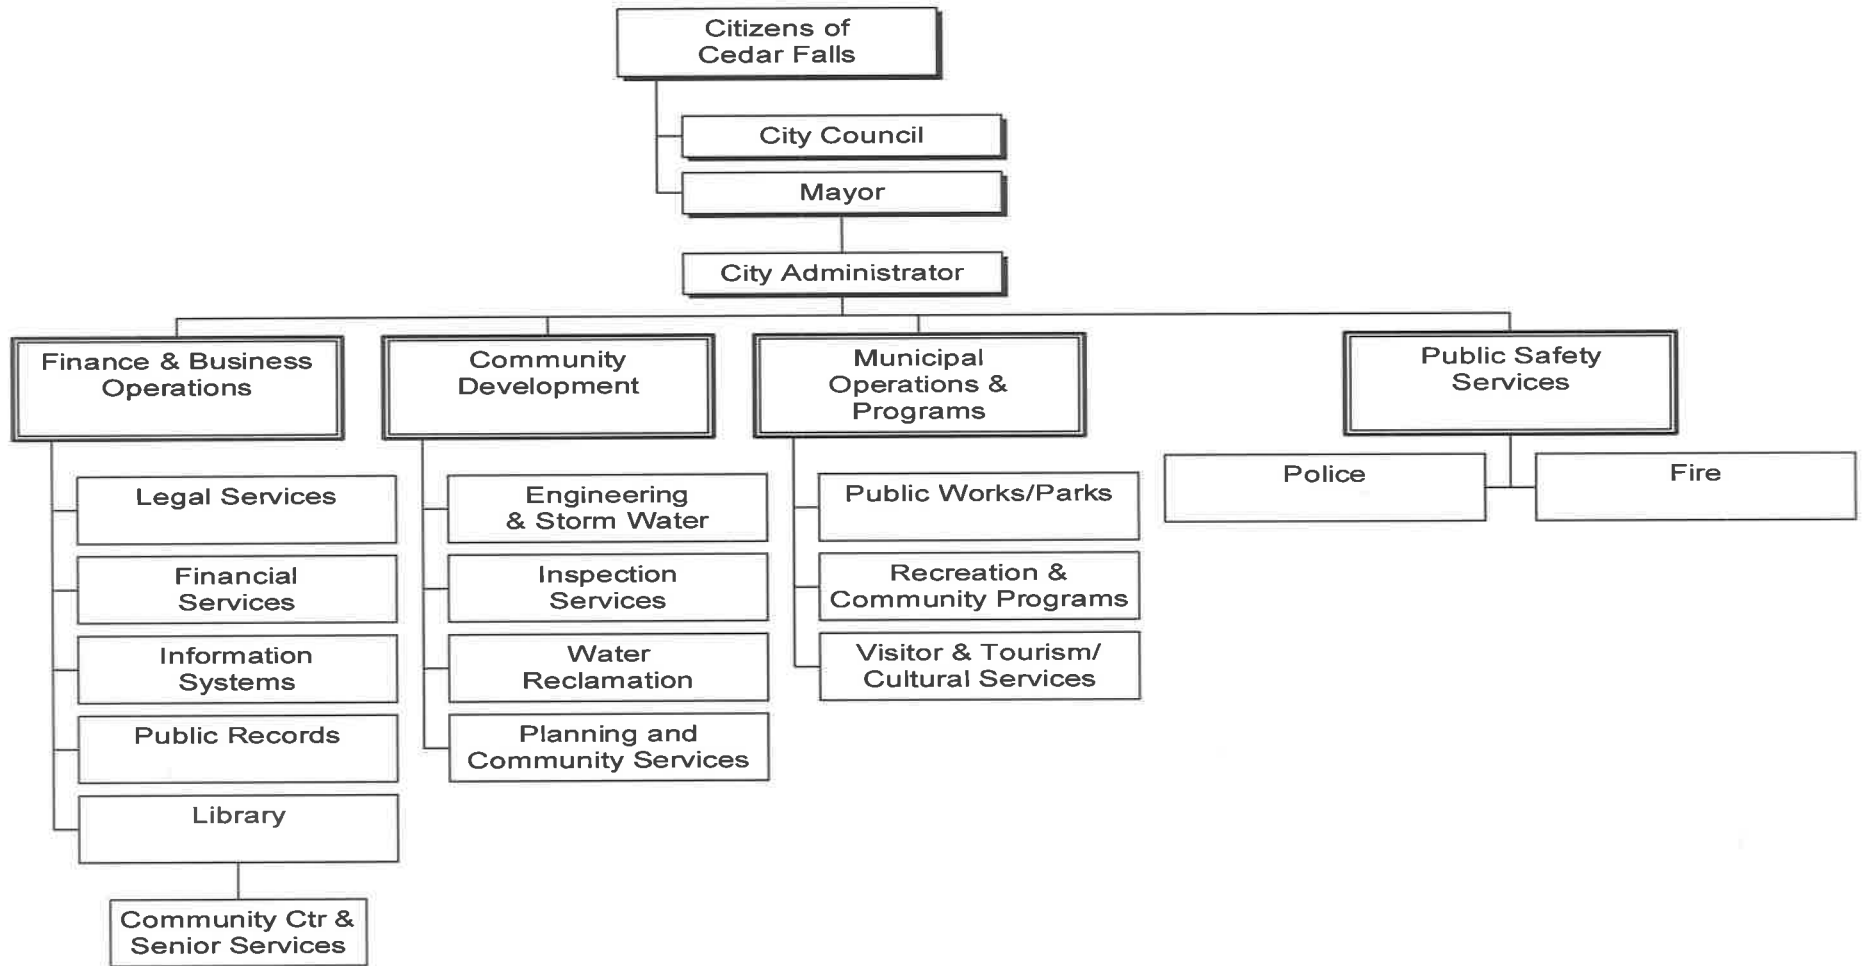 Citizens of
Cedar Falls
City Council
Mayor
City Administrator
Finance & Business
Operations
Community
Development
Municipal
Operations &
Programs
Public Safety
Services
Legal Services
Financial
Services
Information
Systems
Public Records
Library
Community Ctr &
Senior Services
Engineering
& Storm Water
Inspection
Services
Water
Reclamation
Planning and
Community Services
Public Works/Parks
Recreation &
Community Programs
Visitor & Tourism/
Cultural Services
Police
Fire